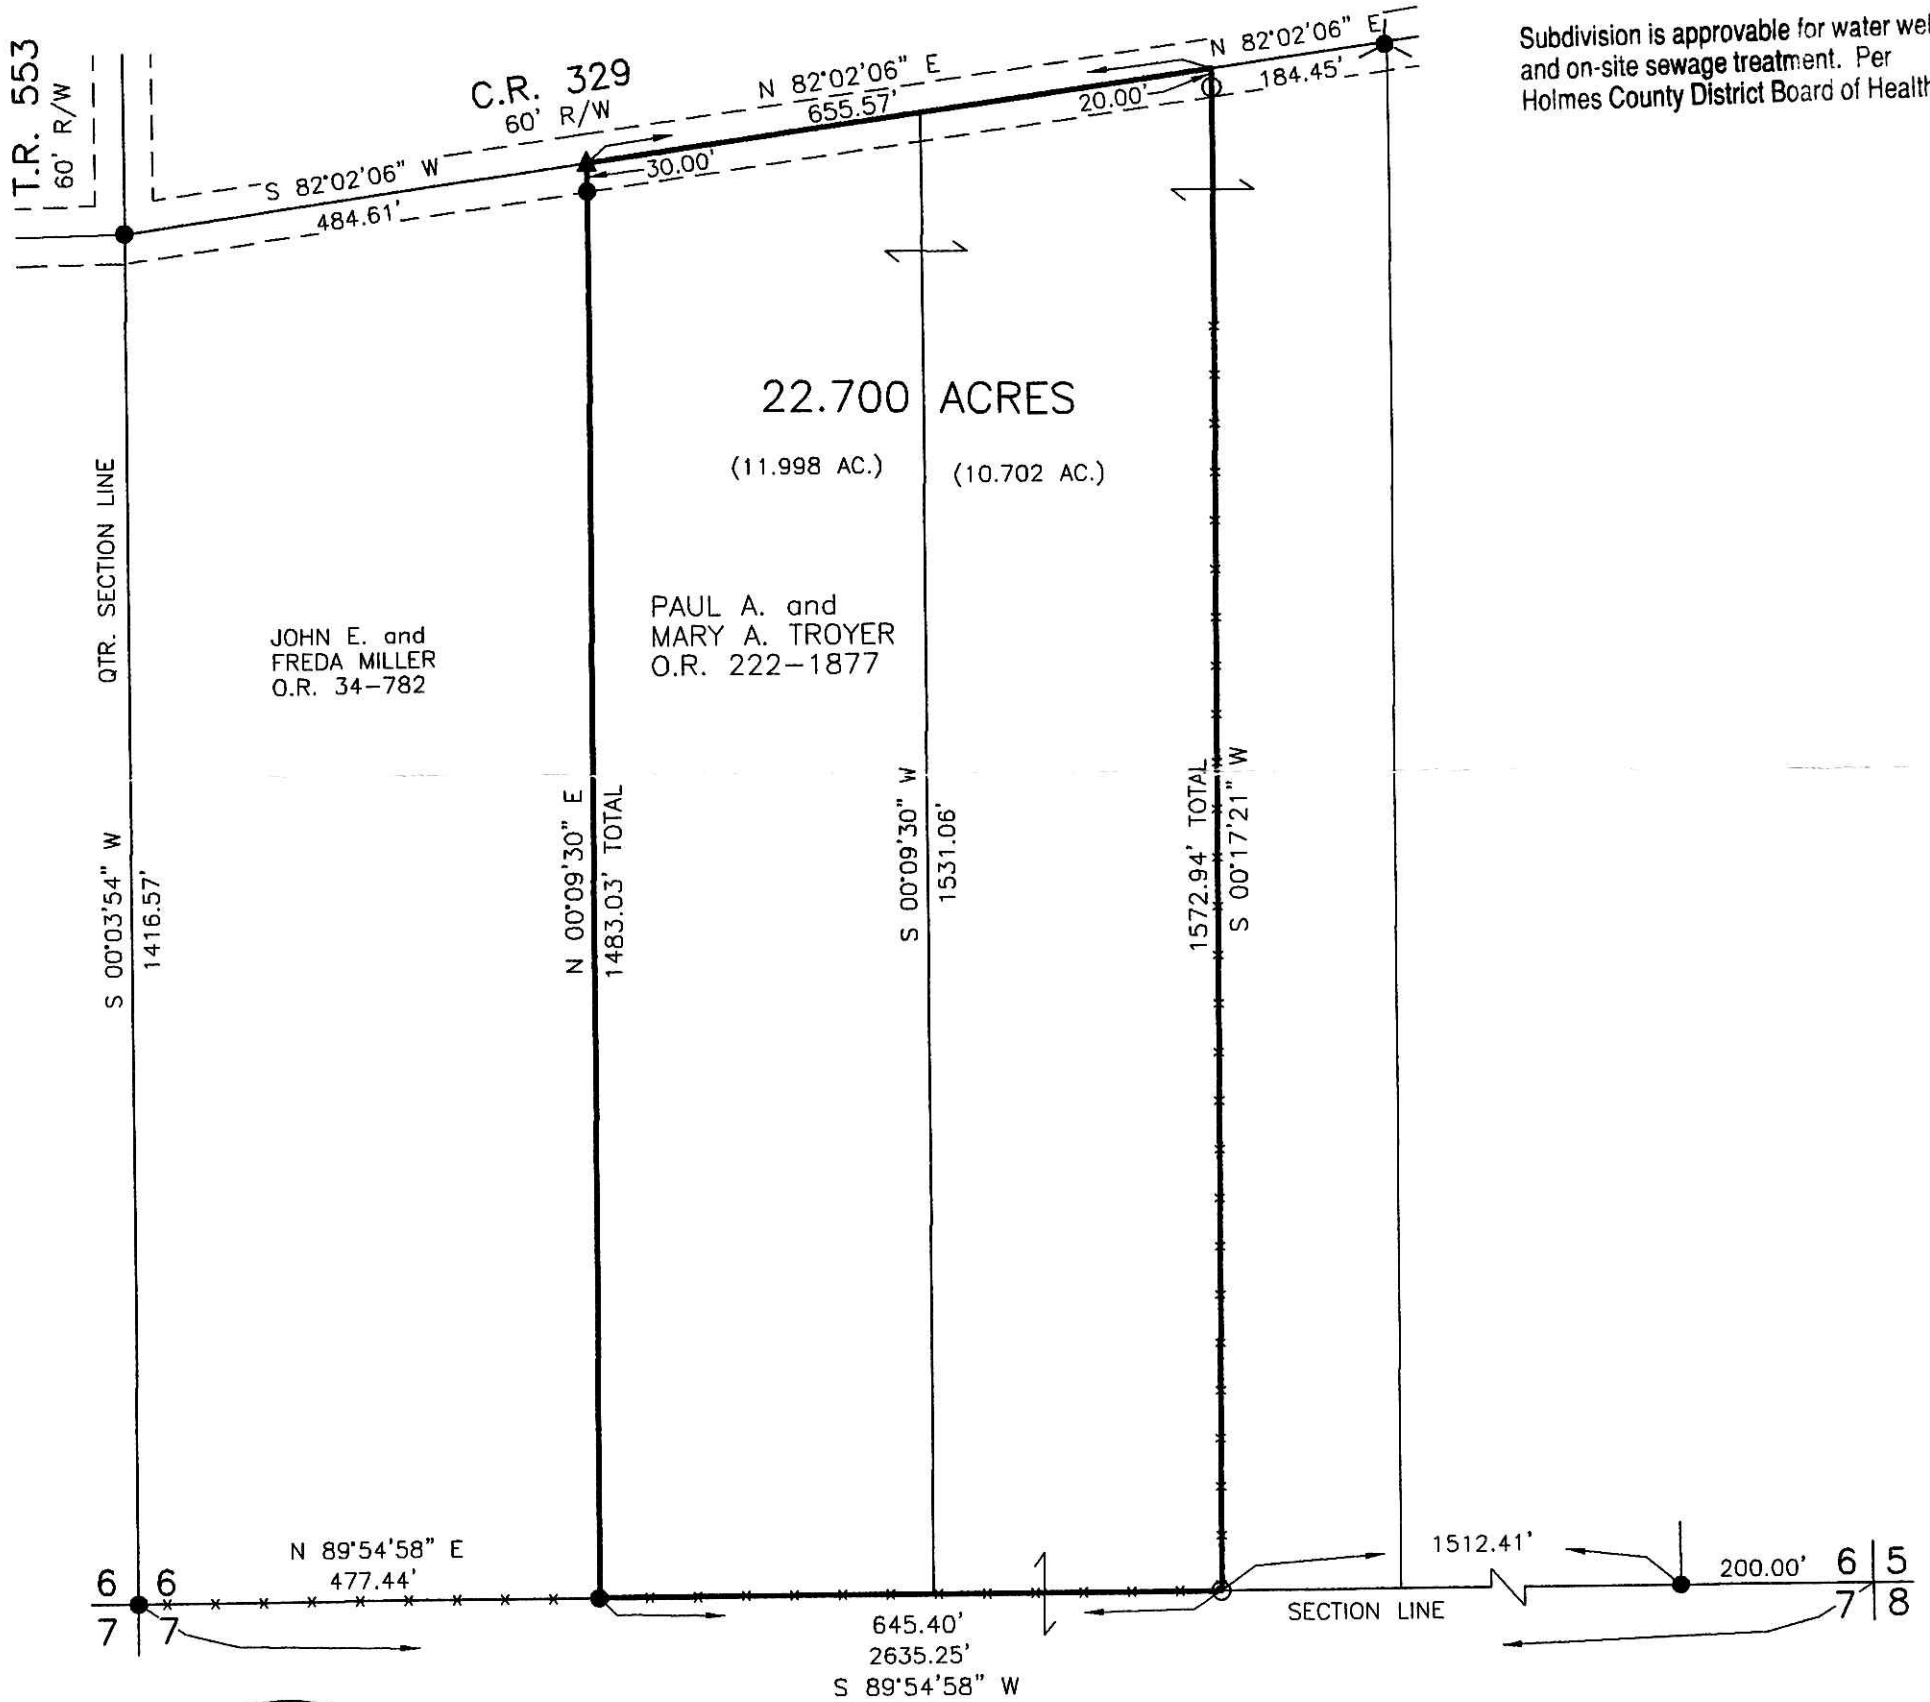 T.R. 553
60' R/W
C.R. 329
60' R/W
N 82°02'06" E
655.57'
N 82°02'06" E
184.45'
20.00'
30.00'
S 82°02'06" W
484.61'
Subdivision is approvable for water
and on-site sewage treatment. Per
Holmes County District Board of Health
22.700 ACRES
(11.998 AC.)
(10.702 AC.)
QTR. SECTION LINE
JOHN E. and
FREDA MILLER
O.R. 34-782
PAUL A. and
MARY A. TROYER
O.R. 222-1877
S 00°03'54" W
1416.57'
N 00°09'30" E
1483.03' TOTAL
S 00°09'30" W
1531.06'
1572.94' TOTAL
S 00°17'21" W
N 89°54'58" E
477.44'
6 6
7 7
1512.41'
200.00'
6 5
7 8
SECTION LINE
645.40'
2635.25'
S 89°54'58" W